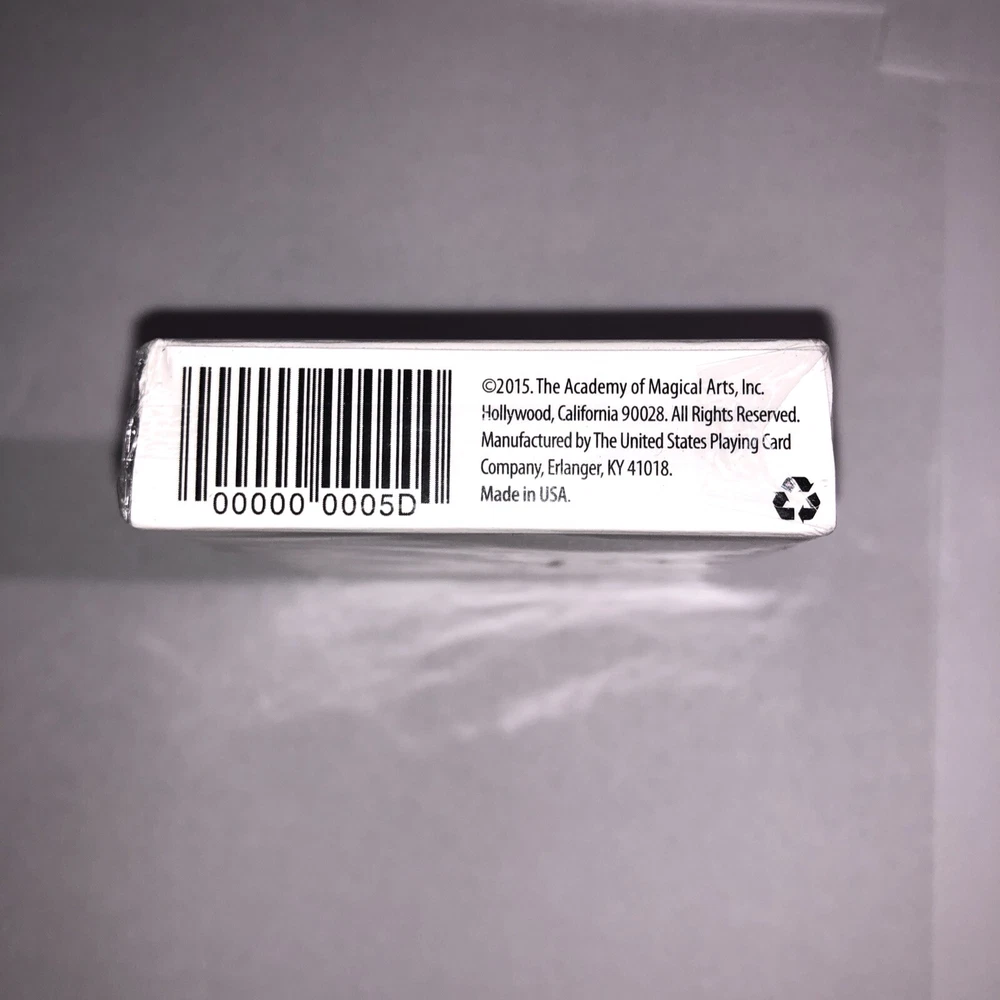 00000 0005D
©2015. The Academy of Magical Arts, Inc.
Hollywood, California 90028. All Rights Reserved.
Manufactured by The United States Playing Card
Company, Erlanger, KY 41018.
Made in USA.